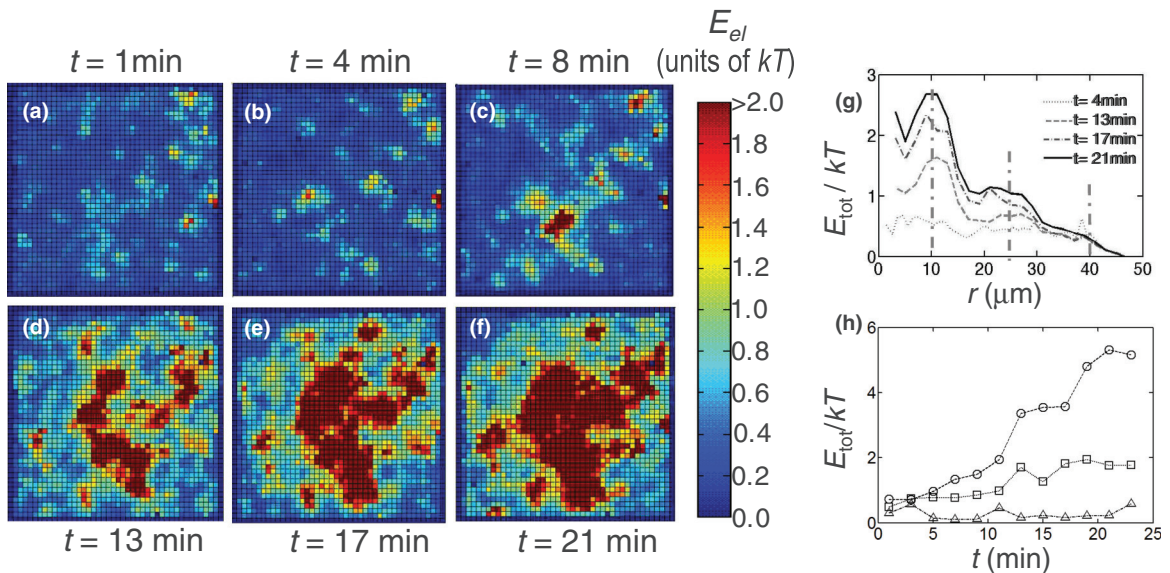 t = 1min
t = 4 min
t = 8 min
E_el
(units of kT)
(a)
(b)
(c)
>2.0
1.8
1.6
1.4
1.2
1.0
0.8
0.6
0.4
0.2
0.0
(d)
(e)
(f)
t = 13 min
t = 17 min
t = 21 min
(g)
E_tot / kT
3
2
1
0
t= 4min
t= 13min
t= 17min
t= 21min
0 10 20 30 40 50
r (μm)
(h)
E_tot/kT
6
4
2
0
0 5 10 15 20 25
t (min)